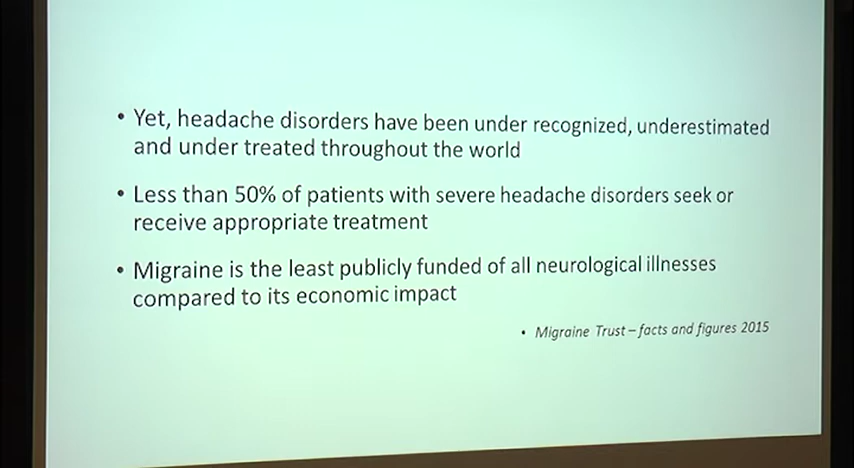 • Yet, headache disorders have been under recognized, underestimated
and under treated throughout the world
• Less than 50% of patients with severe headache disorders seek or
receive appropriate treatment
• Migraine is the least publicly funded of all neurological illnesses
compared to its economic impact
• Migraine Trust – facts and figures 2015